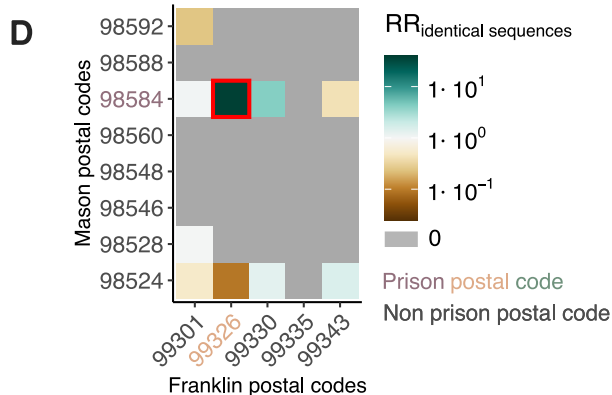 D
Mason postal codes
98592
98588
98584
98560
98548
98546
98528
98524
99301
99326
99330
99335
99343
Franklin postal codes
RRidentical sequences
1· 10¹
1· 10⁰
1· 10⁻¹
0
Prison postal code
Non prison postal code